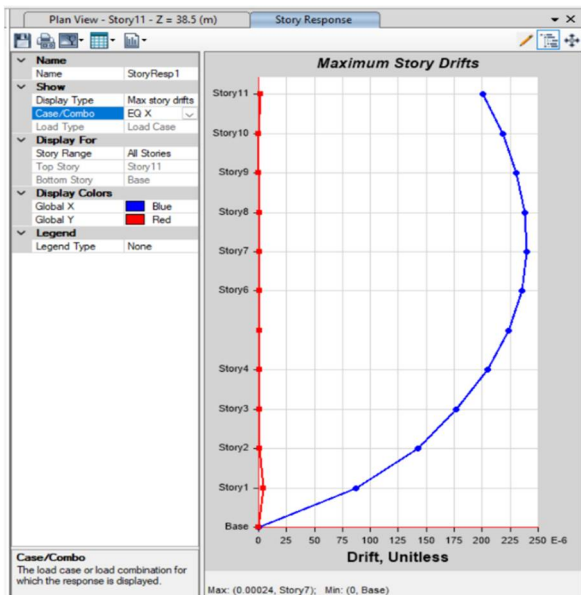 Plan View - Story11 - Z = 38.5 (m)
Story Response
Name
Name StoryResp1
Show
Display Type Max story drifts
Case/Combo EQ X
Load Type Load Case
Display For
Story Range All Stories
Top Story Story11
Bottom Story Base
Display Colors
Global X Blue
Global Y Red
Legend
Legend Type None
Case/Combo
The load case or load combination for
which the response is displayed.
Maximum Story Drifts
Story11
Story10
Story9
Story8
Story7
Story6
Story4
Story3
Story2
Story1
Base
0 25 50 75 100 125 150 175 200 225 250 E-6
Drift, Unitless
Max: (0.00024, Story7); Min: (0, Base)